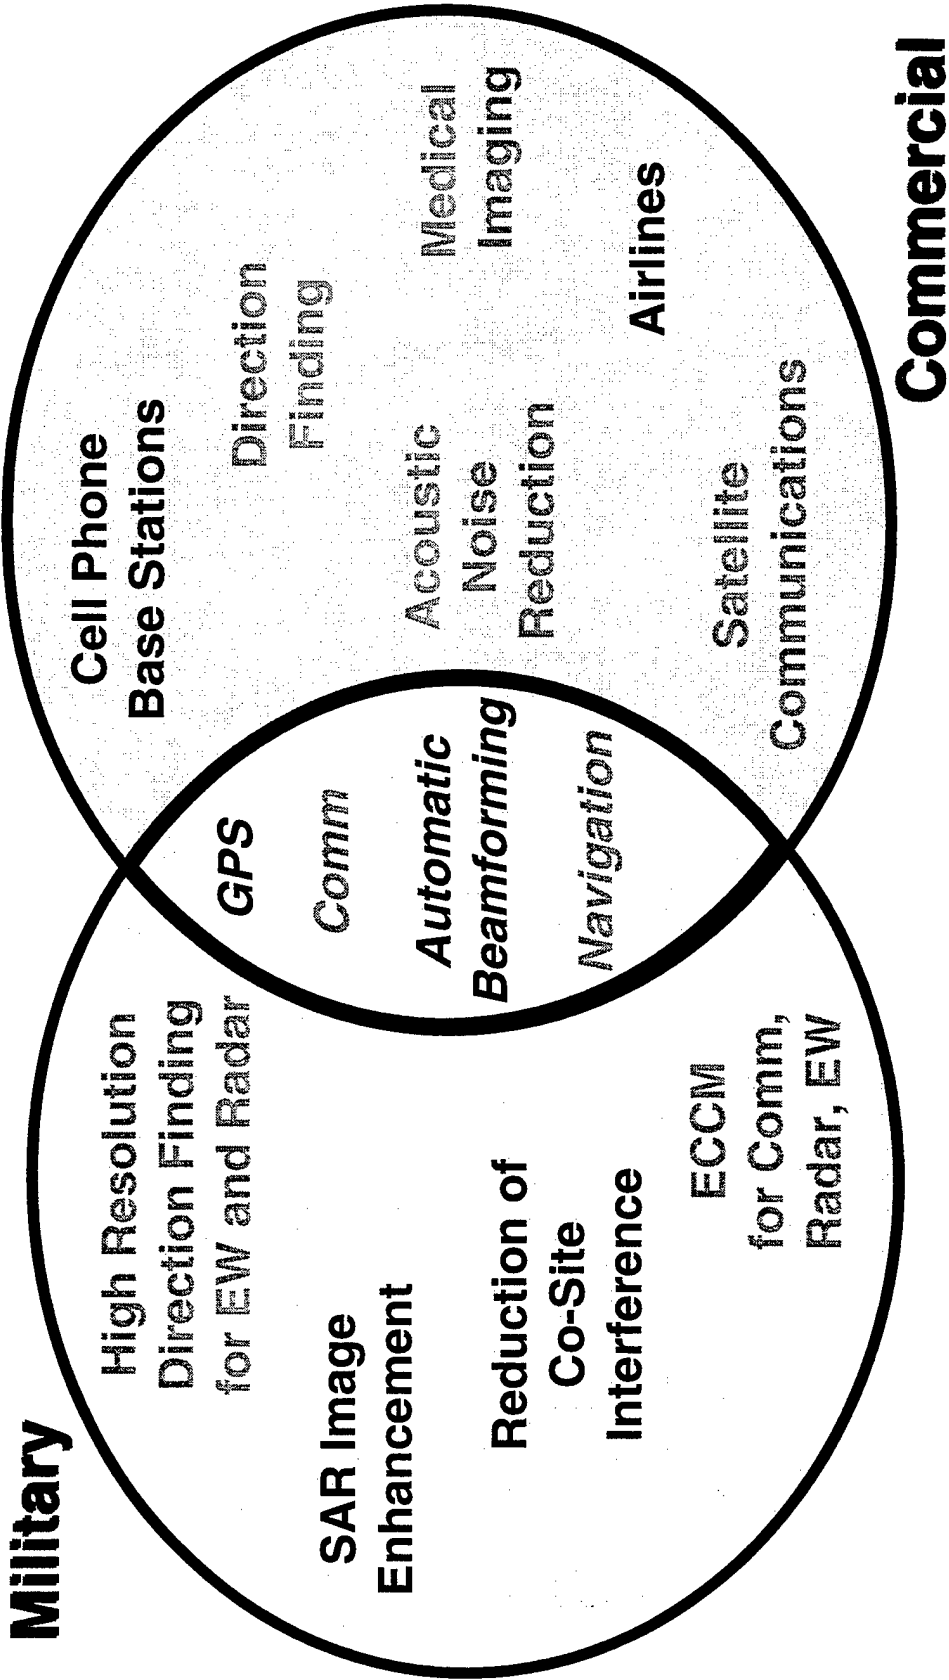 Military
High Resolution
Direction Finding
for EW and Radar
SAR Image
Enhancement
Reduction of
Co-Site
Interference
ECCM
for Comm,
Radar, EW
GPS
Comm
Automatic
Beamforming
Navigation
Cell Phone
Base Stations
Direction
Finding
Acoustic
Noise
Reduction
Medical
Imaging
Airlines
Satellite
Communications
Commercial